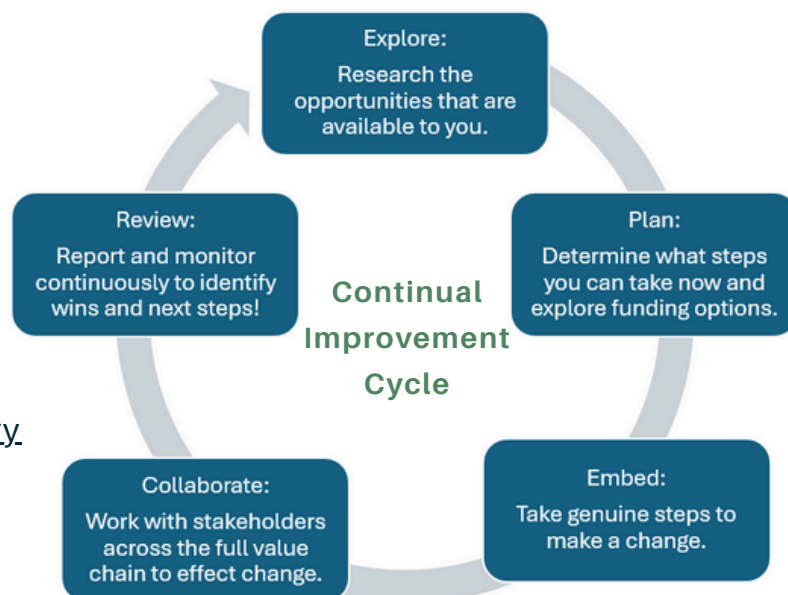 Explore:
Research the
opportunities that are
available to you.
Plan:
Determine what steps
you can take now and
explore funding options.
Embed:
Take genuine steps to
make a change.
Collaborate:
Work with stakeholders
across the full value
chain to effect change.
Review:
Report and monitor
continuously to identify
wins and next steps!
Continual
Improvement
Cycle